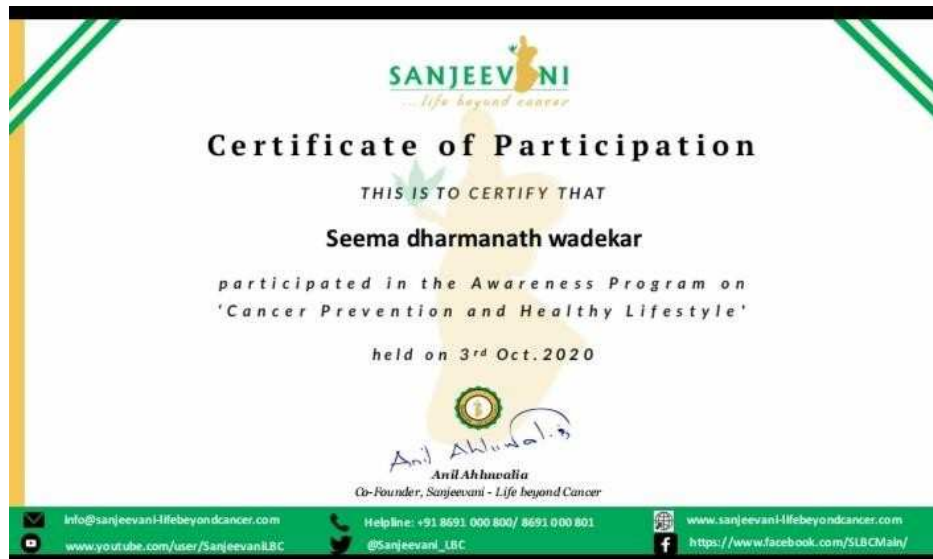 SANJEEVANI
... life beyond cancer
Certificate of Participation
THIS IS TO CERTIFY THAT
Seema dharmanath wadekar
participated in the Awareness Program on
'Cancer Prevention and Healthy Lifestyle'
held on 3rd Oct.2020
Anil Ahluwalia
Anil Ahluwalia
Co-Founder, Sanjeevani - Life beyond Cancer
Info@sanjeevani-lifebeyondcancer.com
Helpline: +91 8691 000 800/ 8691 000 801
www.sanjeevani-lifebeyondcancer.com
www.youtube.com/user/SanjeevaniLBC
@Sanjeevani_LBC
https://www.facebook.com/SLBCMain/